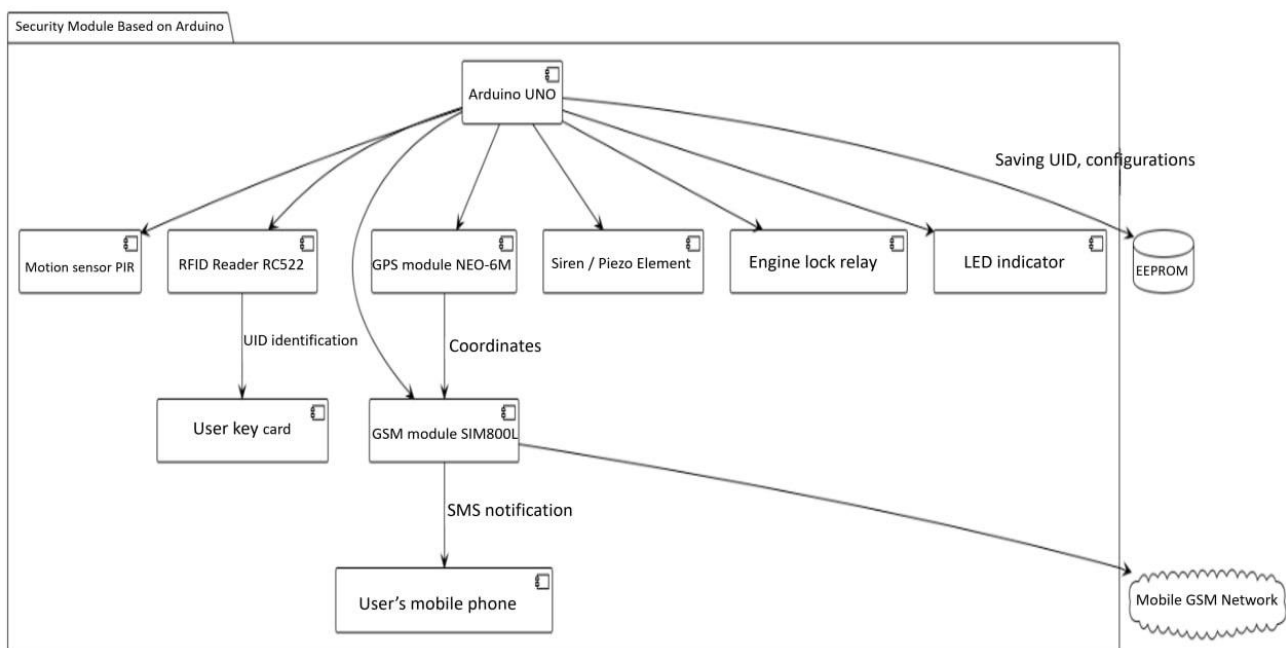 Security Module Based on Arduino
Arduino UNO
Saving UID, configurations
Motion sensor PIR
RFID Reader RC522
GPS module NEO-6M
Siren / Piezo Element
Engine lock relay
LED indicator
EEPROM
UID identification
Coordinates
User key card
GSM module SIM800L
SMS notification
User’s mobile phone
Mobile GSM Network